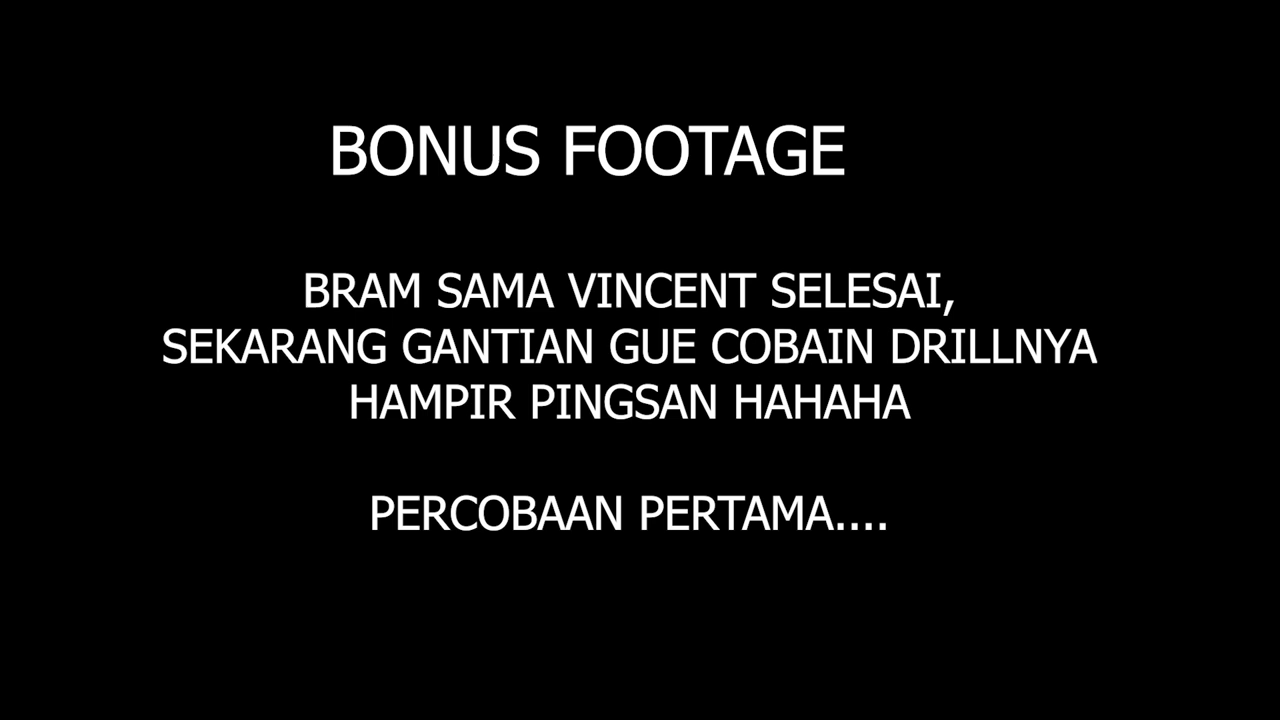 BONUS FOOTAGE
BRAM SAMA VINCENT SELESAI,
SEKARANG GANTIAN GUE COBAIN DRILLNYA
HAMPIR PINGSAN HAHAHA
PERCOBAAN PERTAMA....